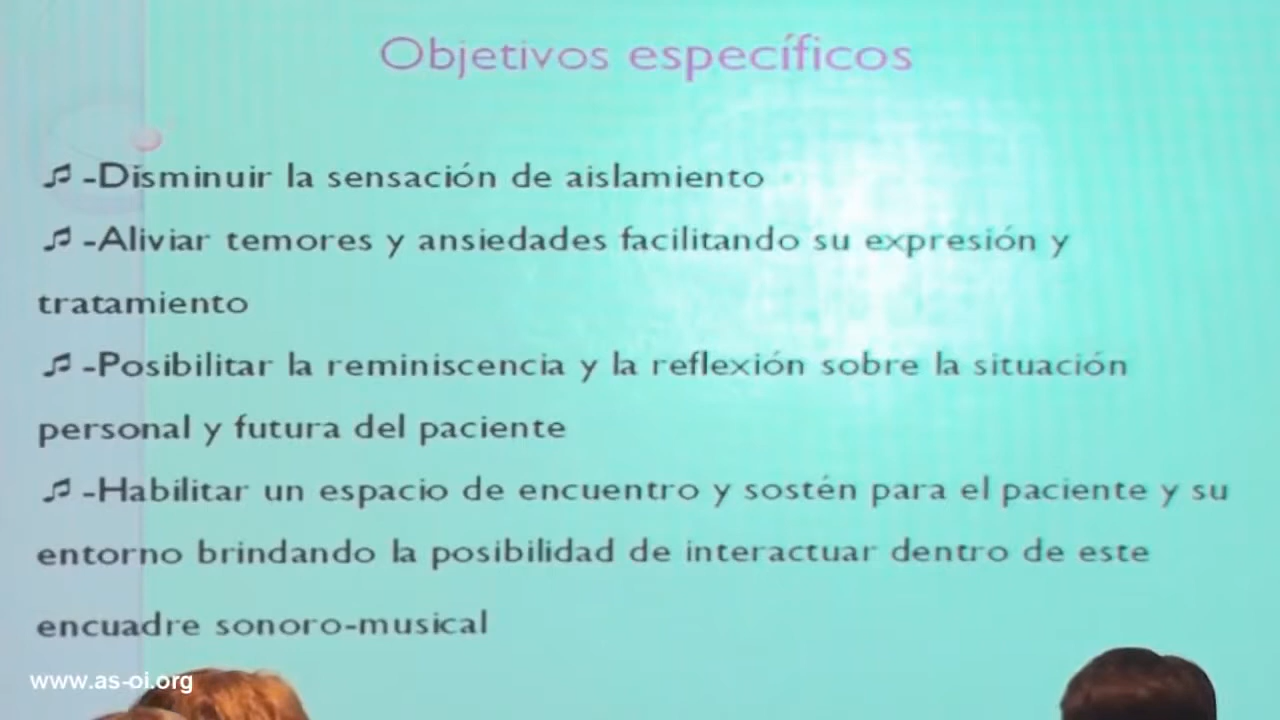 Objetivos específicos
♫ -Disminuir la sensación de aislamiento
♫ -Aliviar temores y ansiedades facilitando su expresión y
tratamiento
♫ -Posibilitar la reminiscencia y la reflexión sobre la situación
personal y futura del paciente
♫ -Habilitar un espacio de encuentro y sostén para el paciente y su
entorno brindando la posibilidad de interactuar dentro de este
encuadre sonoro-musical
www.as-oi.org